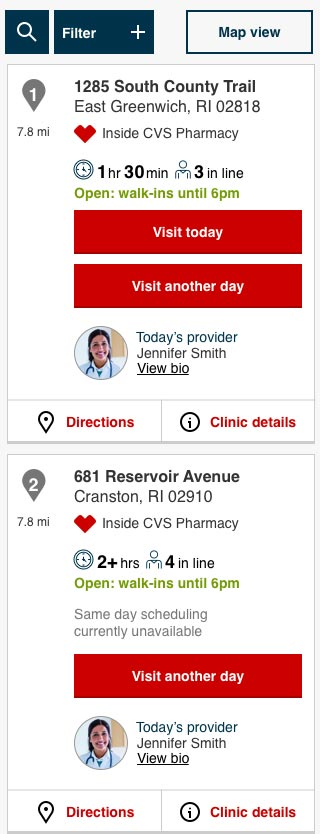 Filter
Map view
1
7.8 mi
1285 South County Trail
East Greenwich, RI 02818
Inside CVS Pharmacy
1 hr 30 min 3 in line
Open: walk-ins until 6pm
Visit today
Visit another day
Today's provider
Jennifer Smith
View bio
Directions
Clinic details
2
7.8 mi
681 Reservoir Avenue
Cranston, RI 02910
Inside CVS Pharmacy
2+ hrs 4 in line
Open: walk-ins until 6pm
Same day scheduling
currently unavailable
Visit another day
Today's provider
Jennifer Smith
View bio
Directions
Clinic details